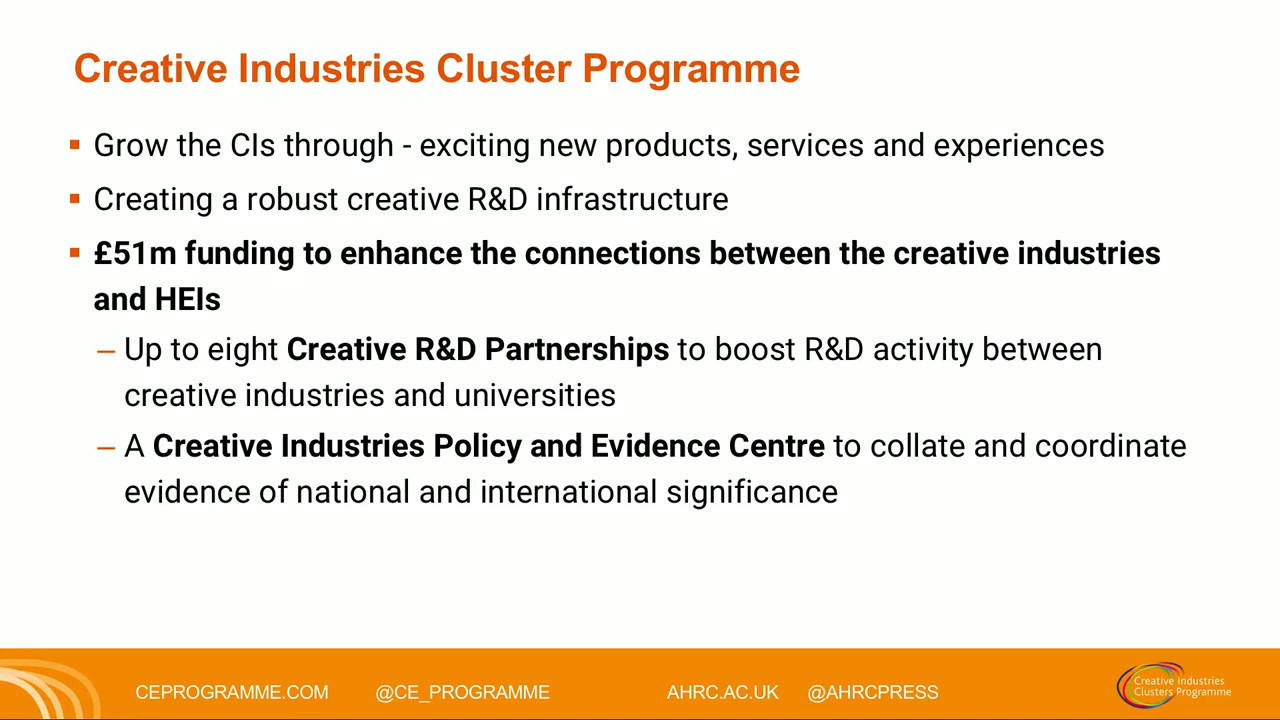 Creative Industries Cluster Programme
▪ Grow the CIs through - exciting new products, services and experiences
▪ Creating a robust creative R&D infrastructure
▪ £51m funding to enhance the connections between the creative industries
and HEIs
– Up to eight Creative R&D Partnerships to boost R&D activity between
creative industries and universities
– A Creative Industries Policy and Evidence Centre to collate and coordinate
evidence of national and international significance
CEPROGRAMME.COM @CE_PROGRAMME AHRC.AC.UK @AHRCPRESS
Creative Industries
Clusters Programme